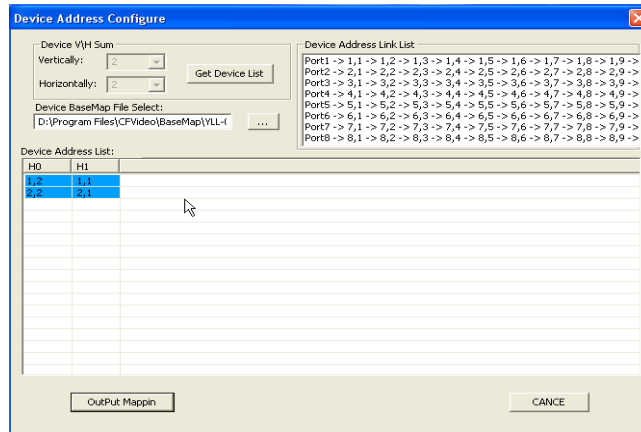 Device Address Configure
Device V\H Sum
Vertically: 2
Horizontally: 2
Get Device List
Device BaseMap File Select:
D:\Program Files\CFVideo\BaseMap\YLL-(
...
Device Address Link List
Port1 -> 1,1 -> 1,2 -> 1,3 -> 1,4 -> 1,5 -> 1,6 -> 1,7 -> 1,8 -> 1,9 ->
Port2 -> 2,1 -> 2,2 -> 2,3 -> 2,4 -> 2,5 -> 2,6 -> 2,7 -> 2,8 -> 2,9 ->
Port3 -> 3,1 -> 3,2 -> 3,3 -> 3,4 -> 3,5 -> 3,6 -> 3,7 -> 3,8 -> 3,9 ->
Port4 -> 4,1 -> 4,2 -> 4,3 -> 4,4 -> 4,5 -> 4,6 -> 4,7 -> 4,8 -> 4,9 ->
Port5 -> 5,1 -> 5,2 -> 5,3 -> 5,4 -> 5,5 -> 5,6 -> 5,7 -> 5,8 -> 5,9 ->
Port6 -> 6,1 -> 6,2 -> 6,3 -> 6,4 -> 6,5 -> 6,6 -> 6,7 -> 6,8 -> 6,9 ->
Port7 -> 7,1 -> 7,2 -> 7,3 -> 7,4 -> 7,5 -> 7,6 -> 7,7 -> 7,8 -> 7,9 ->
Port8 -> 8,1 -> 8,2 -> 8,3 -> 8,4 -> 8,5 -> 8,6 -> 8,7 -> 8,8 -> 8,9 ->
Device Address List:
H0 H1
1,2 1,1
2,2 2,1
OutPut Mappin
CANCE